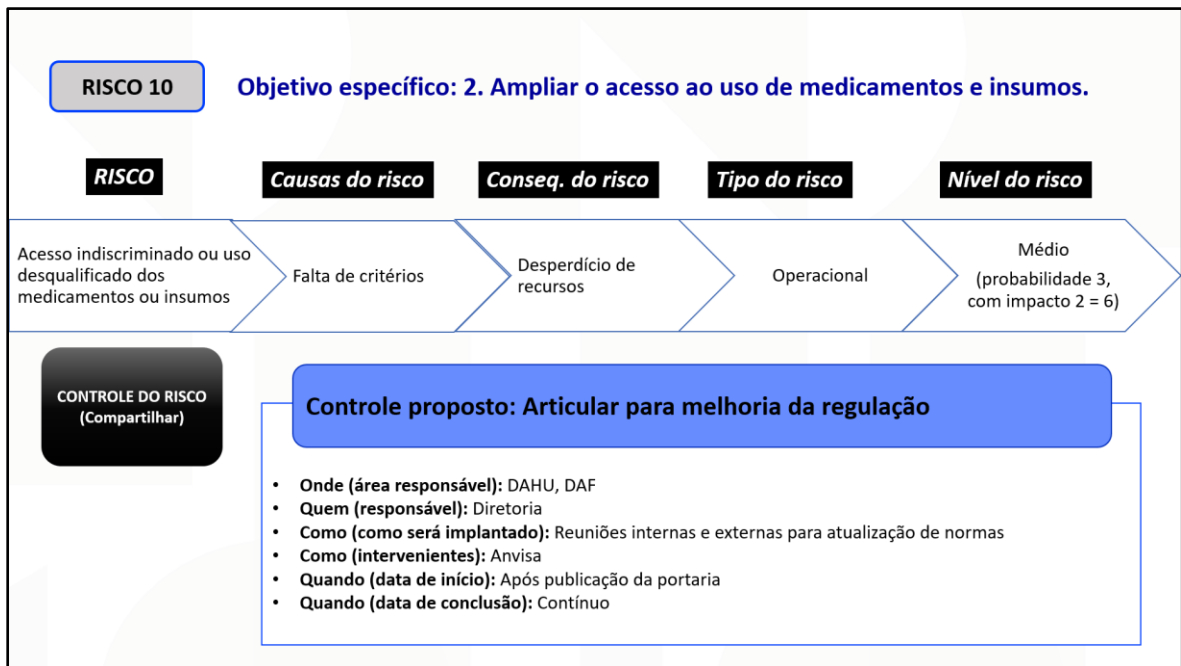 RISCO 10
Objetivo específico: 2. Ampliar o acesso ao uso de medicamentos e insumos.
RISCO
Causas do risco
Conseq. do risco
Tipo do risco
Nível do risco
Acesso indiscriminado ou uso
desqualificado dos
medicamentos ou insumos
Falta de critérios
Desperdício de
recursos
Operacional
Médio
(probabilidade 3,
com impacto 2 = 6)
CONTROLE DO RISCO
(Compartilhar)
Controle proposto: Articular para melhoria da regulação
• Onde (área responsável): DAHU, DAF
• Quem (responsável): Diretoria
• Como (como será implantado): Reuniões internas e externas para atualização de normas
• Como (intervenientes): Anvisa
• Quando (data de início): Após publicação da portaria
• Quando (data de conclusão): Contínuo